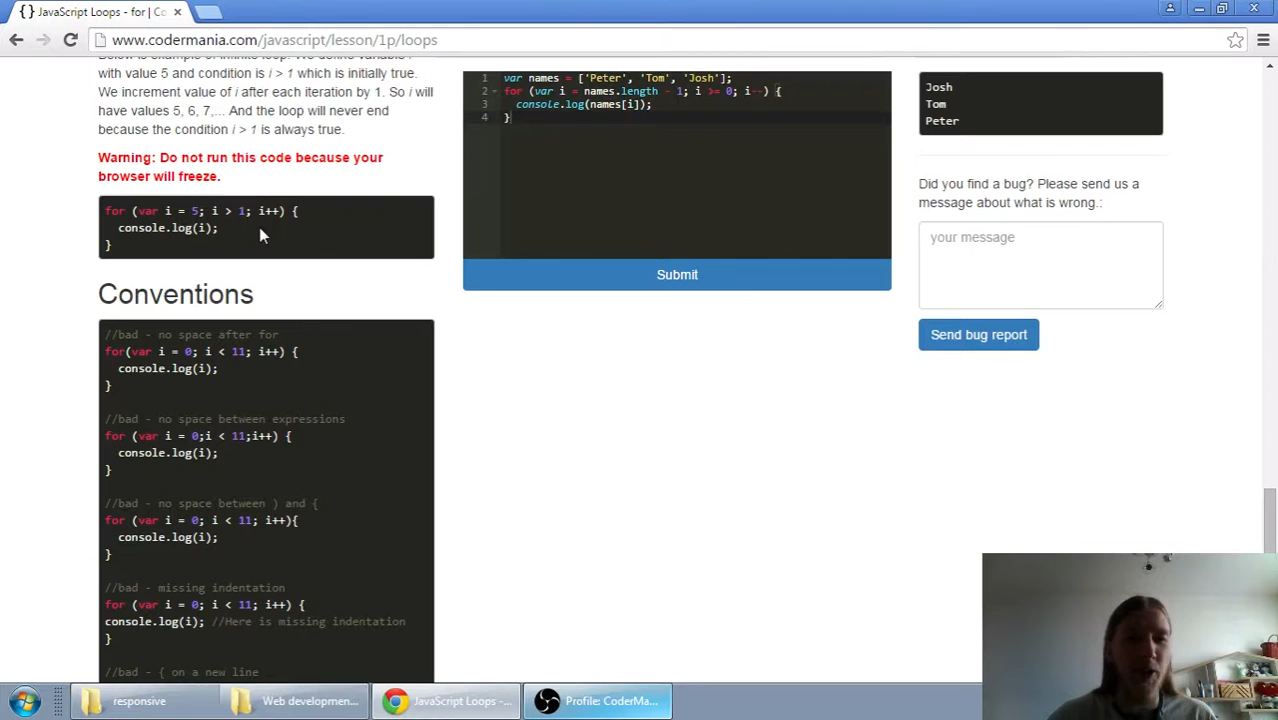 { } JavaScript Loops - for | Co
www.codermania.com/javascript/lesson/1p/loops
with value 5 and condition is i > 1 which is initially true.
We increment value of i after each iteration by 1. So i will
have values 5, 6, 7,... And the loop will never end
because the condition i > 1 is always true.
Warning: Do not run this code because your
browser will freeze.
for (var i = 5; i > 1; i++) {
console.log(i);
}
Conventions
//bad - no space after for
for(var i = 0; i < 11; i++) {
console.log(i);
}
//bad - no space between expressions
for (var i = 0;i < 11;i++) {
console.log(i);
}
//bad - no space between ) and {
for (var i = 0; i < 11; i++){
console.log(i);
}
//bad - missing indentation
for (var i = 0; i < 11; i++) {
console.log(i); //Here is missing indentation
}
//bad - { on a new line
1 var names = ['Peter', 'Tom', 'Josh'];
2 for (var i = names.length - 1; i >= 0; i--) {
3 console.log(names[i]);
4 }
Submit
Josh
Tom
Peter
Did you find a bug? Please send us a
message about what is wrong.:
your message
Send bug report
responsive
Web developmen...
JavaScript Loops -...
Profile: CoderMa...